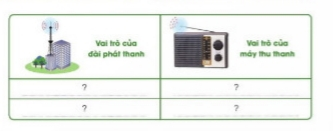 Vai trò của
đài phát thanh
Vai trò của
máy thu thanh
? ?
? ?